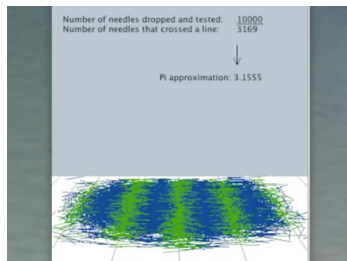 Number of needles dropped and tested: 10000
Number of needles that crossed a line: 3169
Pi approximation: 3.1555